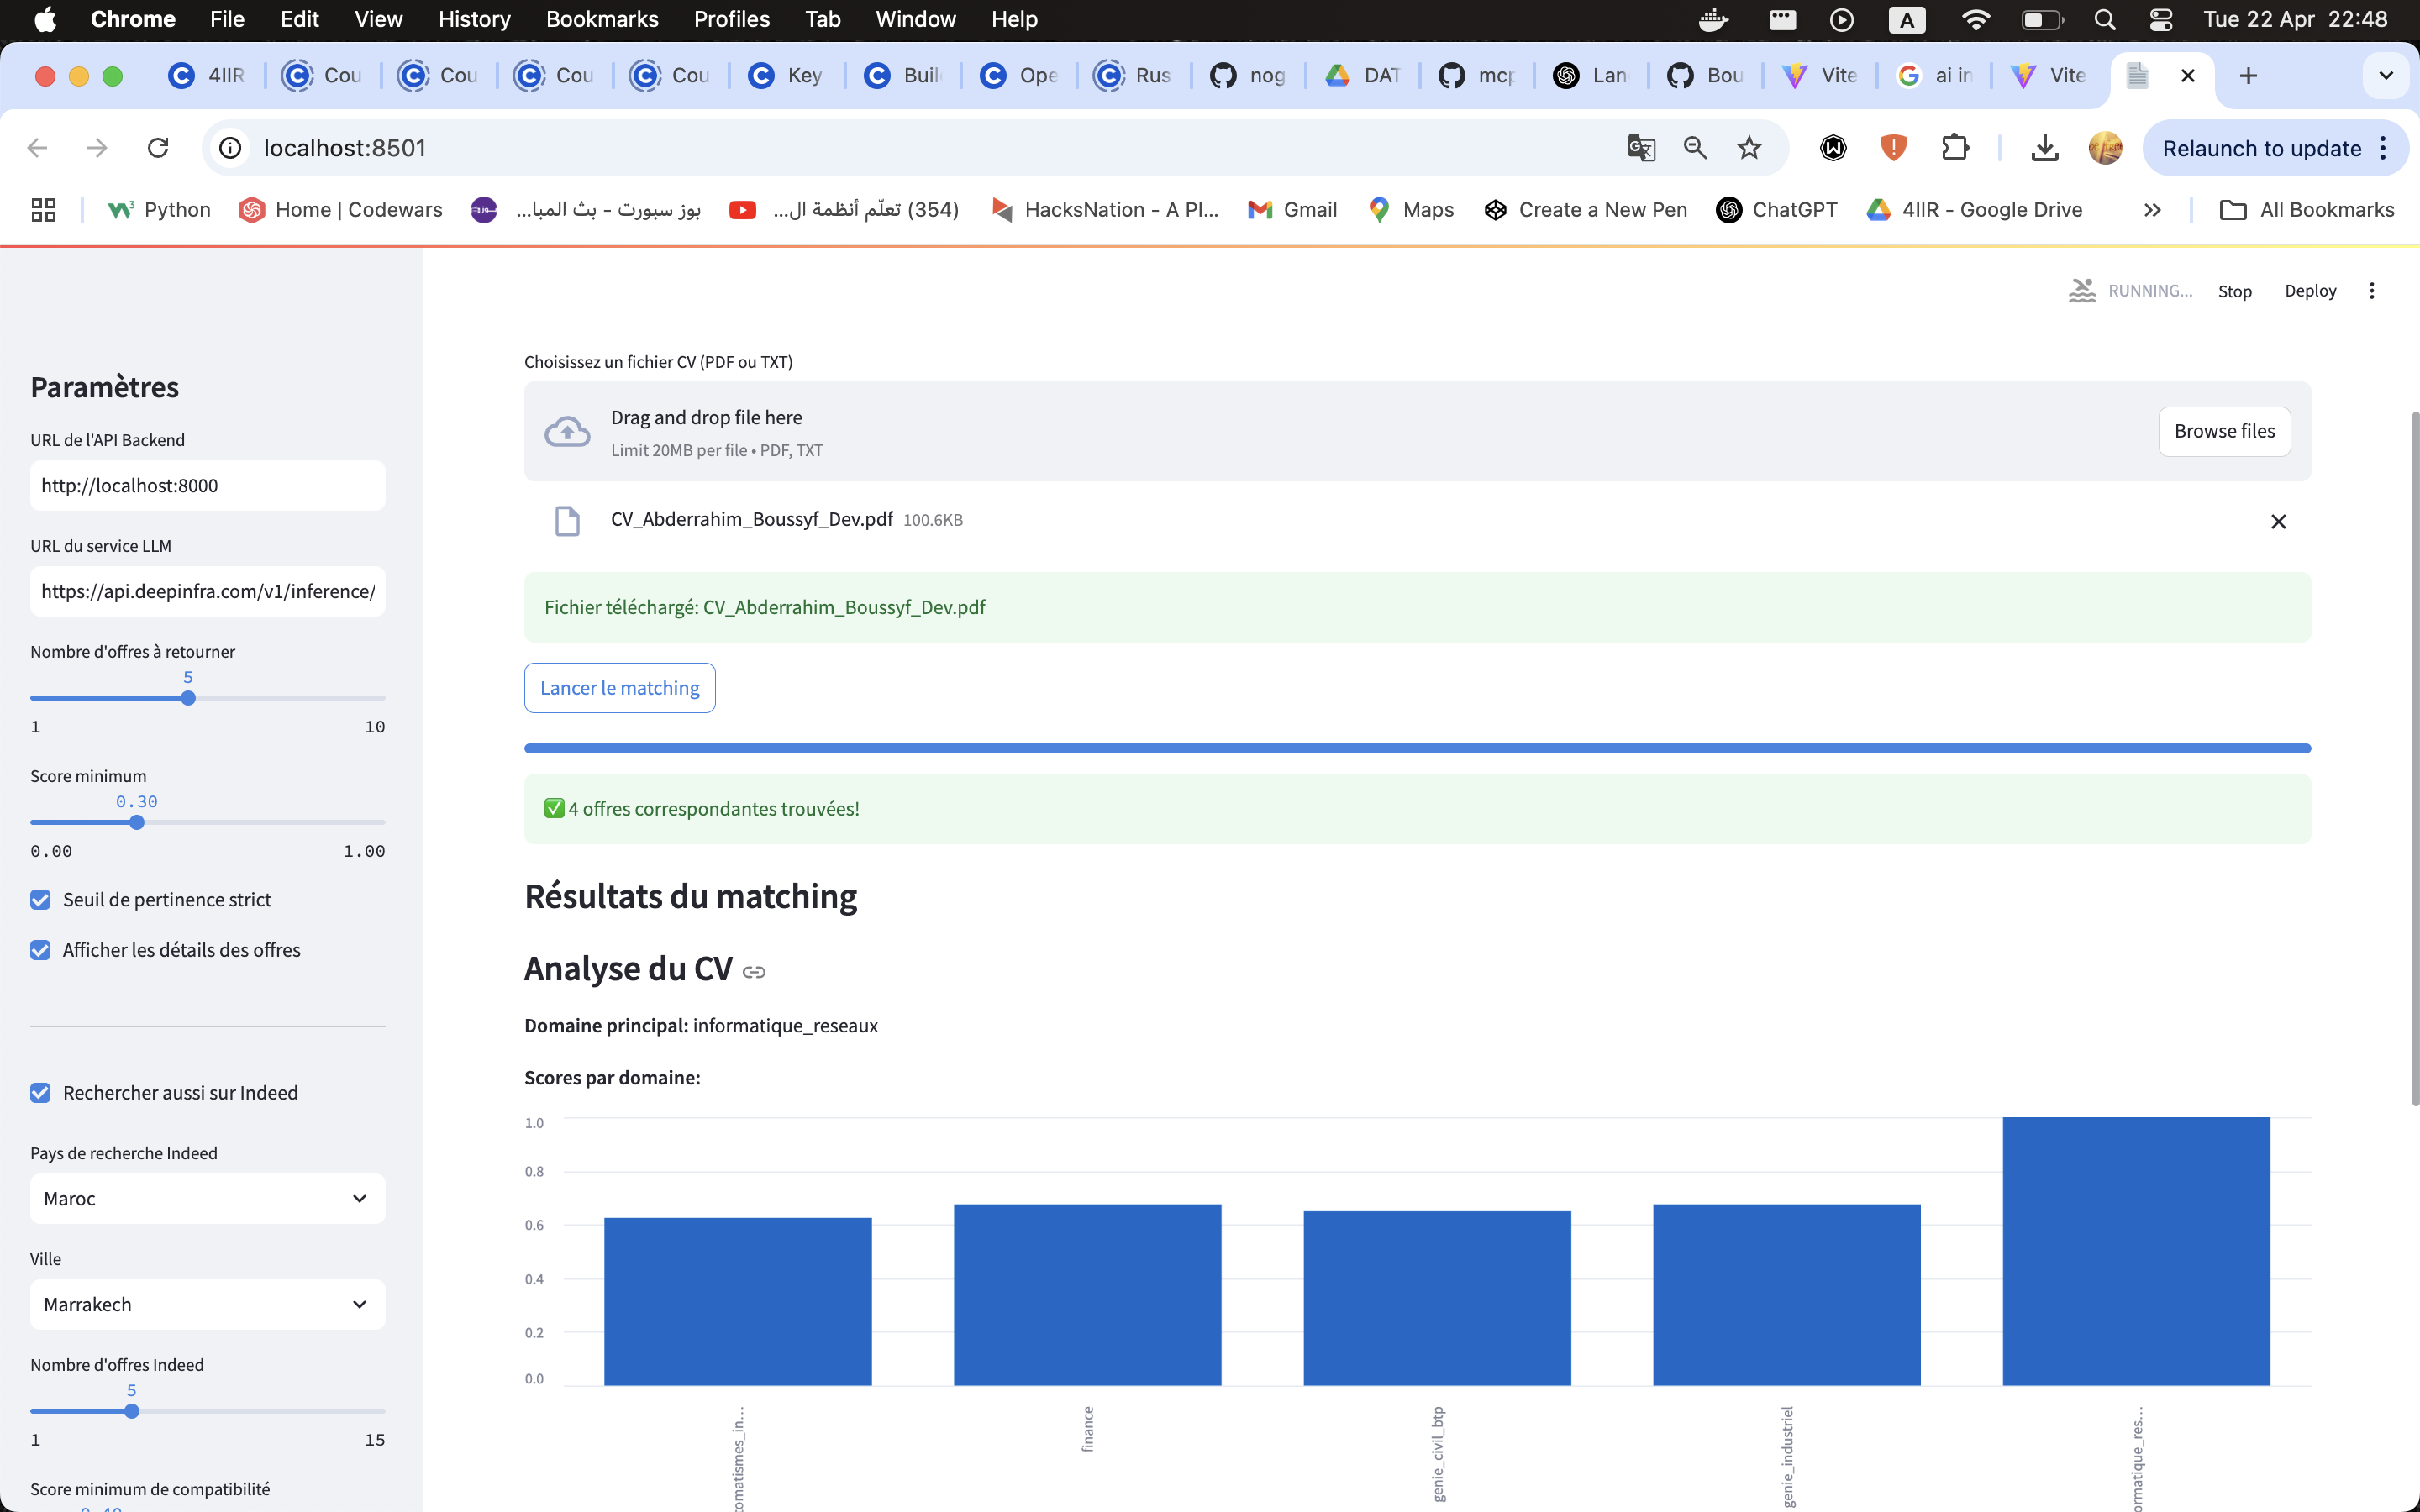 Chrome File Edit View History Bookmarks Profiles Tab Window Help A Tue 22 Apr 22:48
4IIR Cou Cou Cou Cou Key Buil Ope Rus nog DAT mcp Lan Bou Vite ai in Vite
localhost:8501 Relaunch to update
Python Home | Codewars بوز سبورت - بث المبا... (354) تعلّم أنظمة ال... HacksNation - A Pl... Gmail Maps Create a New Pen ChatGPT 4IIR - Google Drive All Bookmarks
RUNNING... Stop Deploy
Paramètres
URL de l'API Backend
http://localhost:8000
URL du service LLM
https://api.deepinfra.com/v1/inference/
Nombre d'offres à retourner
5
1 10
Score minimum
0.30
0.00 1.00
Seuil de pertinence strict
Afficher les détails des offres
Rechercher aussi sur Indeed
Pays de recherche Indeed
Maroc
Ville
Marrakech
Nombre d'offres Indeed
5
1 15
Score minimum de compatibilité
Choisissez un fichier CV (PDF ou TXT)
Drag and drop file here
Limit 20MB per file • PDF, TXT
Browse files
CV_Abderrahim_Boussyf_Dev.pdf 100.6KB
Fichier téléchargé: CV_Abderrahim_Boussyf_Dev.pdf
Lancer le matching
✅ 4 offres correspondantes trouvées!
Résultats du matching
Analyse du CV
Domaine principal: informatique_reseaux
Scores par domaine:
1.0
0.8
0.6
0.4
0.2
0.0
omatismes_in...
finance
genie_civil_btp
genie_industriel
ormatique_res...